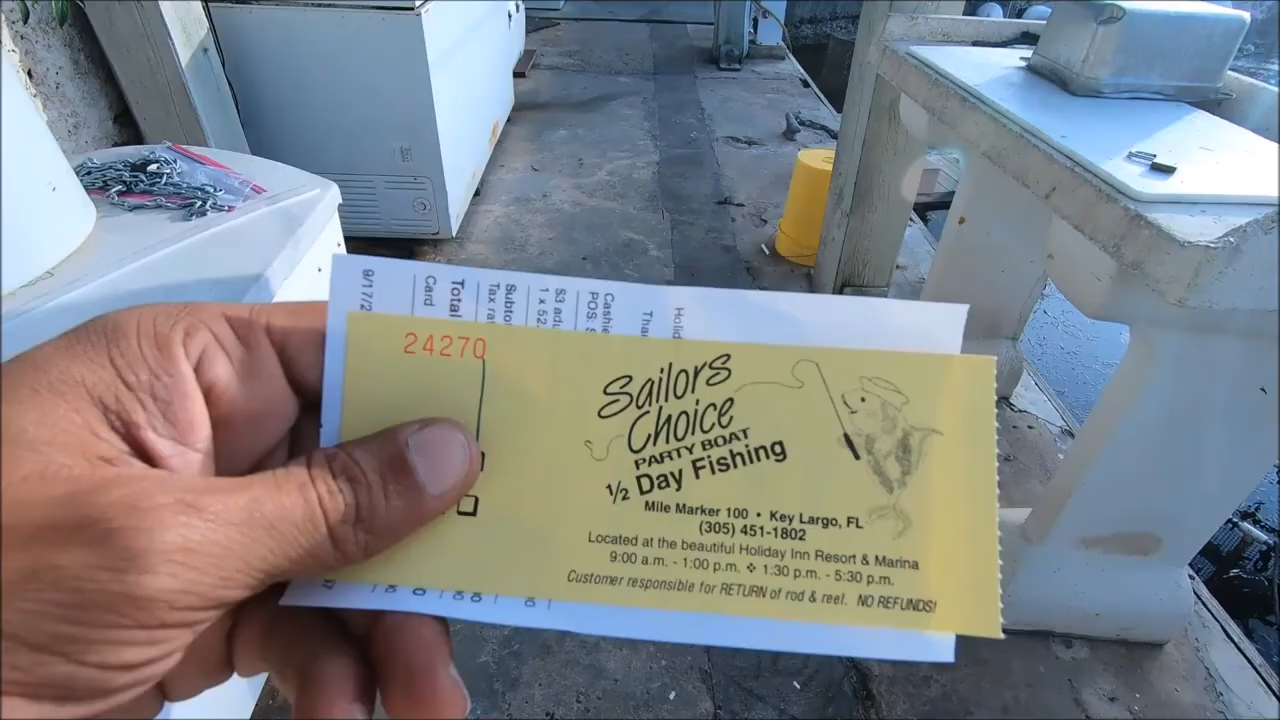 24270
Sailors
Choice
PARTY BOAT
½ Day Fishing
Mile Marker 100 • Key Largo, FL
(305) 451-1802
Located at the beautiful Holiday Inn Resort & Marina
9:00 a.m. - 1:00 p.m. ❖ 1:30 p.m. - 5:30 p.m.
Customer responsible for RETURN of rod & reel. NO REFUNDS!
Total
Card